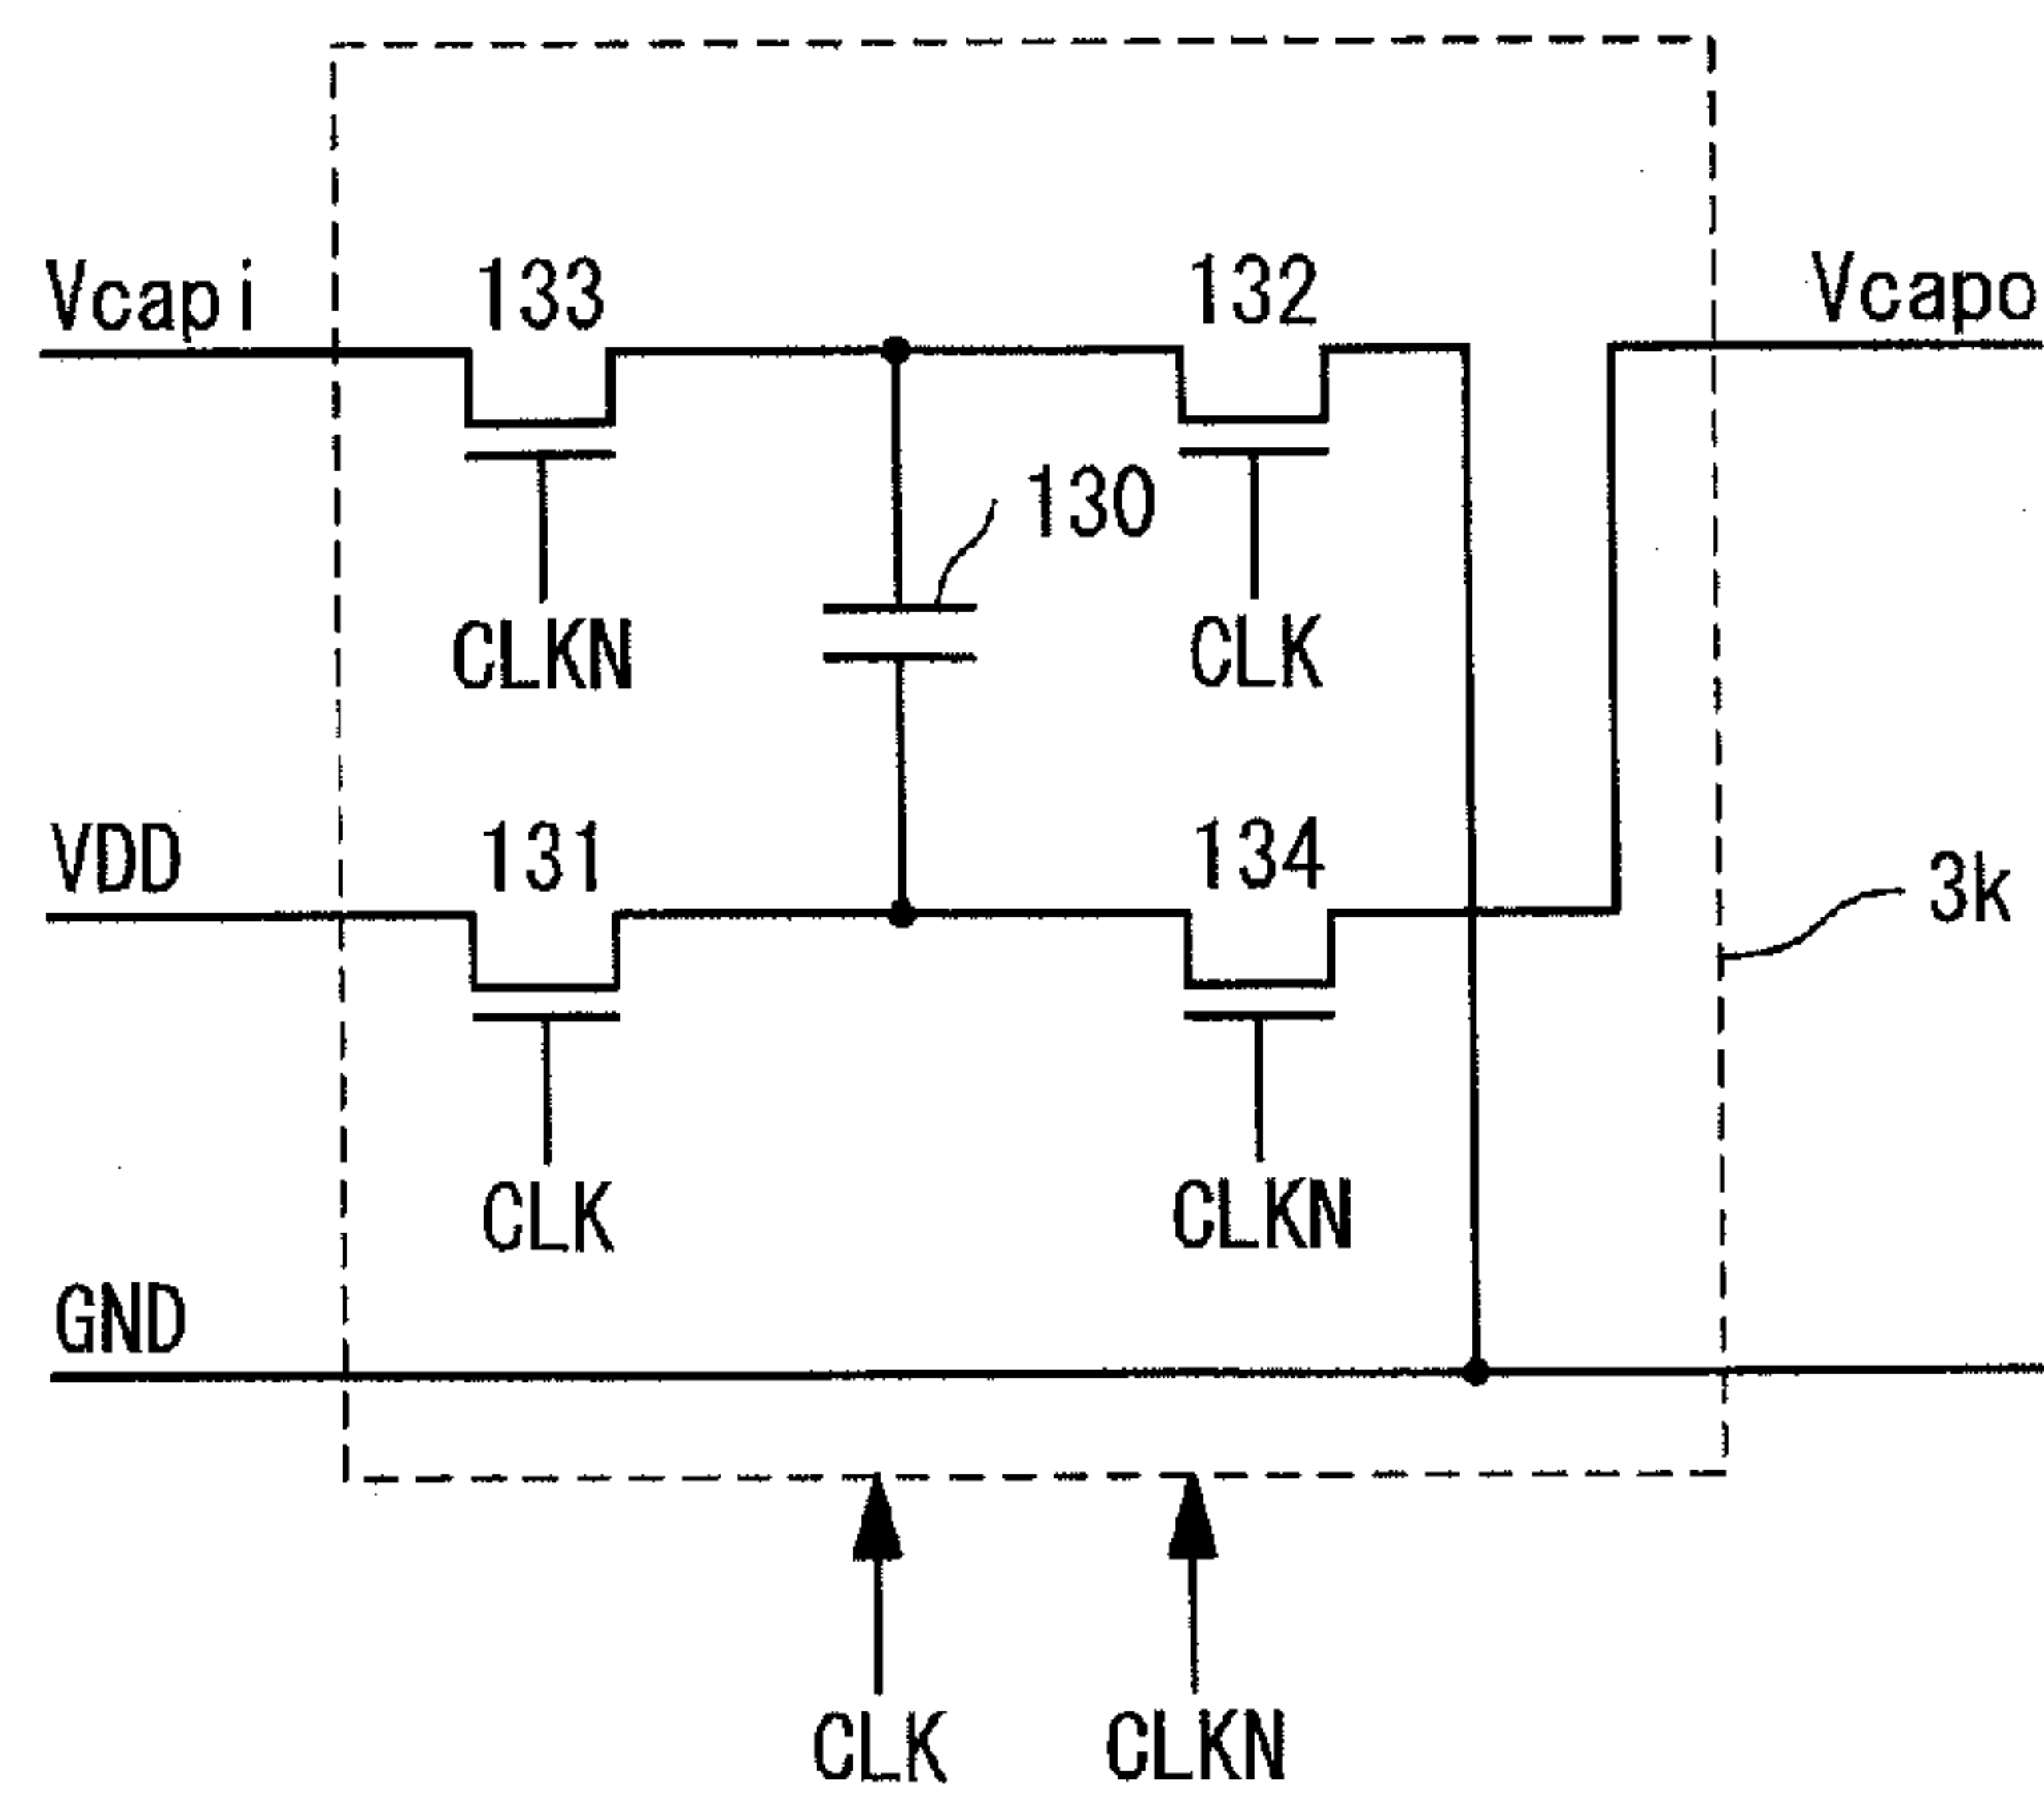 Vcapi
133
132
Vcapo
130
CLKN
CLK
VDD
131
134
3k
CLK
CLKN
GND
CLK
CLKN